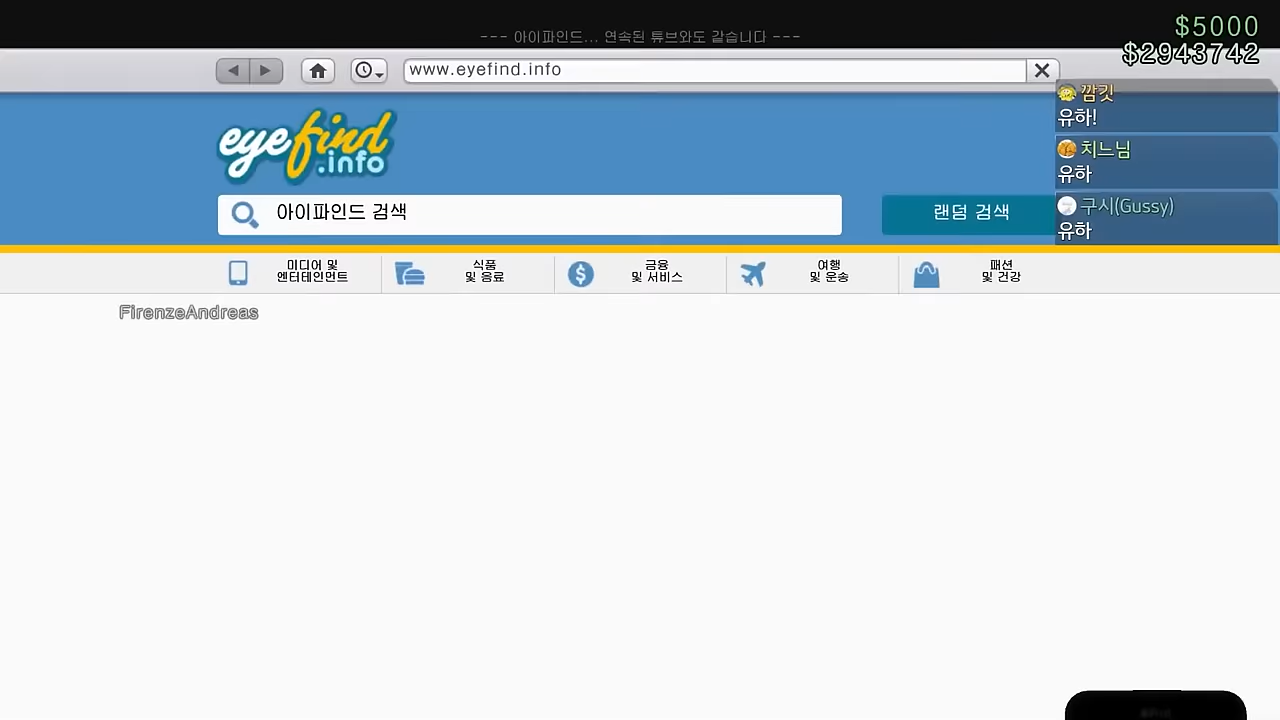 --- 아이파인드... 연속된 튜브와도 같습니다 ---
$5000
$2943742
www.eyefind.info
깜깃
유하!
eyefind
.info
치느님
유하
아이파인드 검색
랜덤 검색
구시(Gussy)
유하
미디어 및
엔터테인먼트
식품
및 음료
금융
및 서비스
여행
및 운송
패션
및 건강
FirenzeAndreas